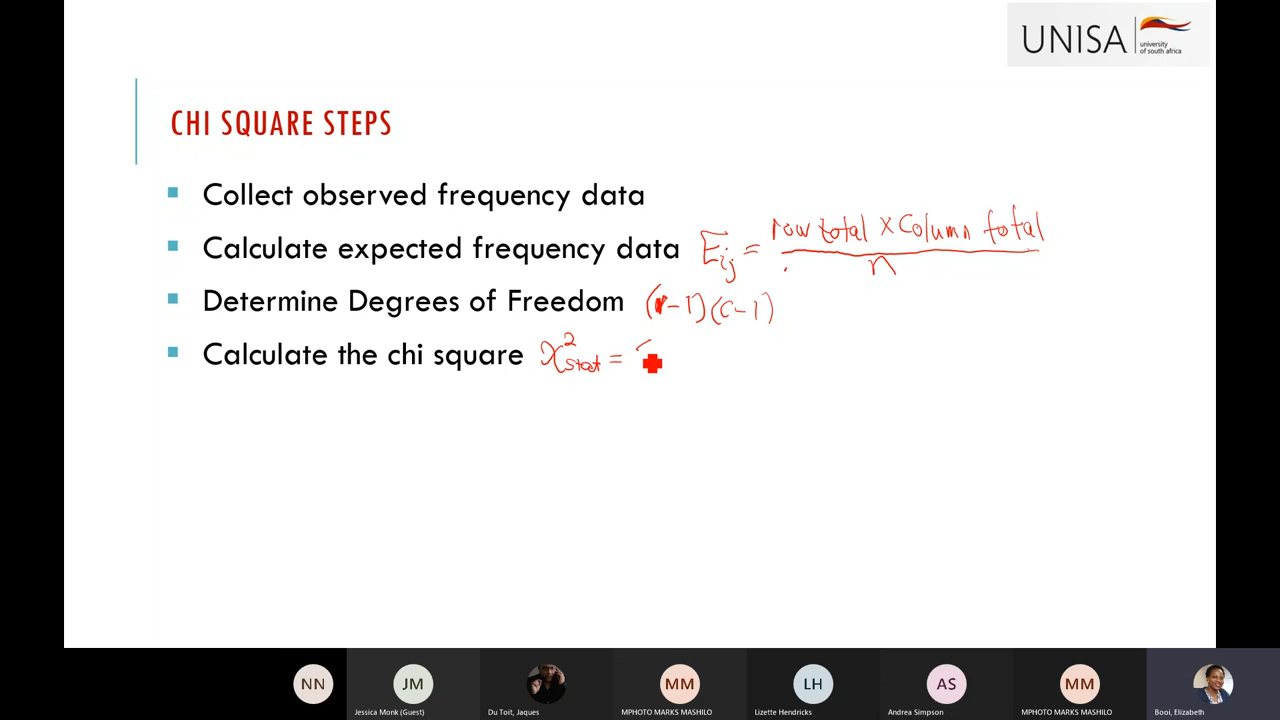 UNISA
university
of south africa
CHI SQUARE STEPS
Collect observed frequency data
Calculate expected frequency data Eij = row total × Column total
n
Determine Degrees of Freedom (r-1)(c-1)
Calculate the chi square χ²stat =
NN
JM
MM
LH
AS
MM
Jessica Monk (Guest)
Du Toit, Jaques
MPHOTO MARKS MASHILO
Lizette Hendricks
Andrea Simpson
MPHOTO MARKS MASHILO
Booi, Elizabeth